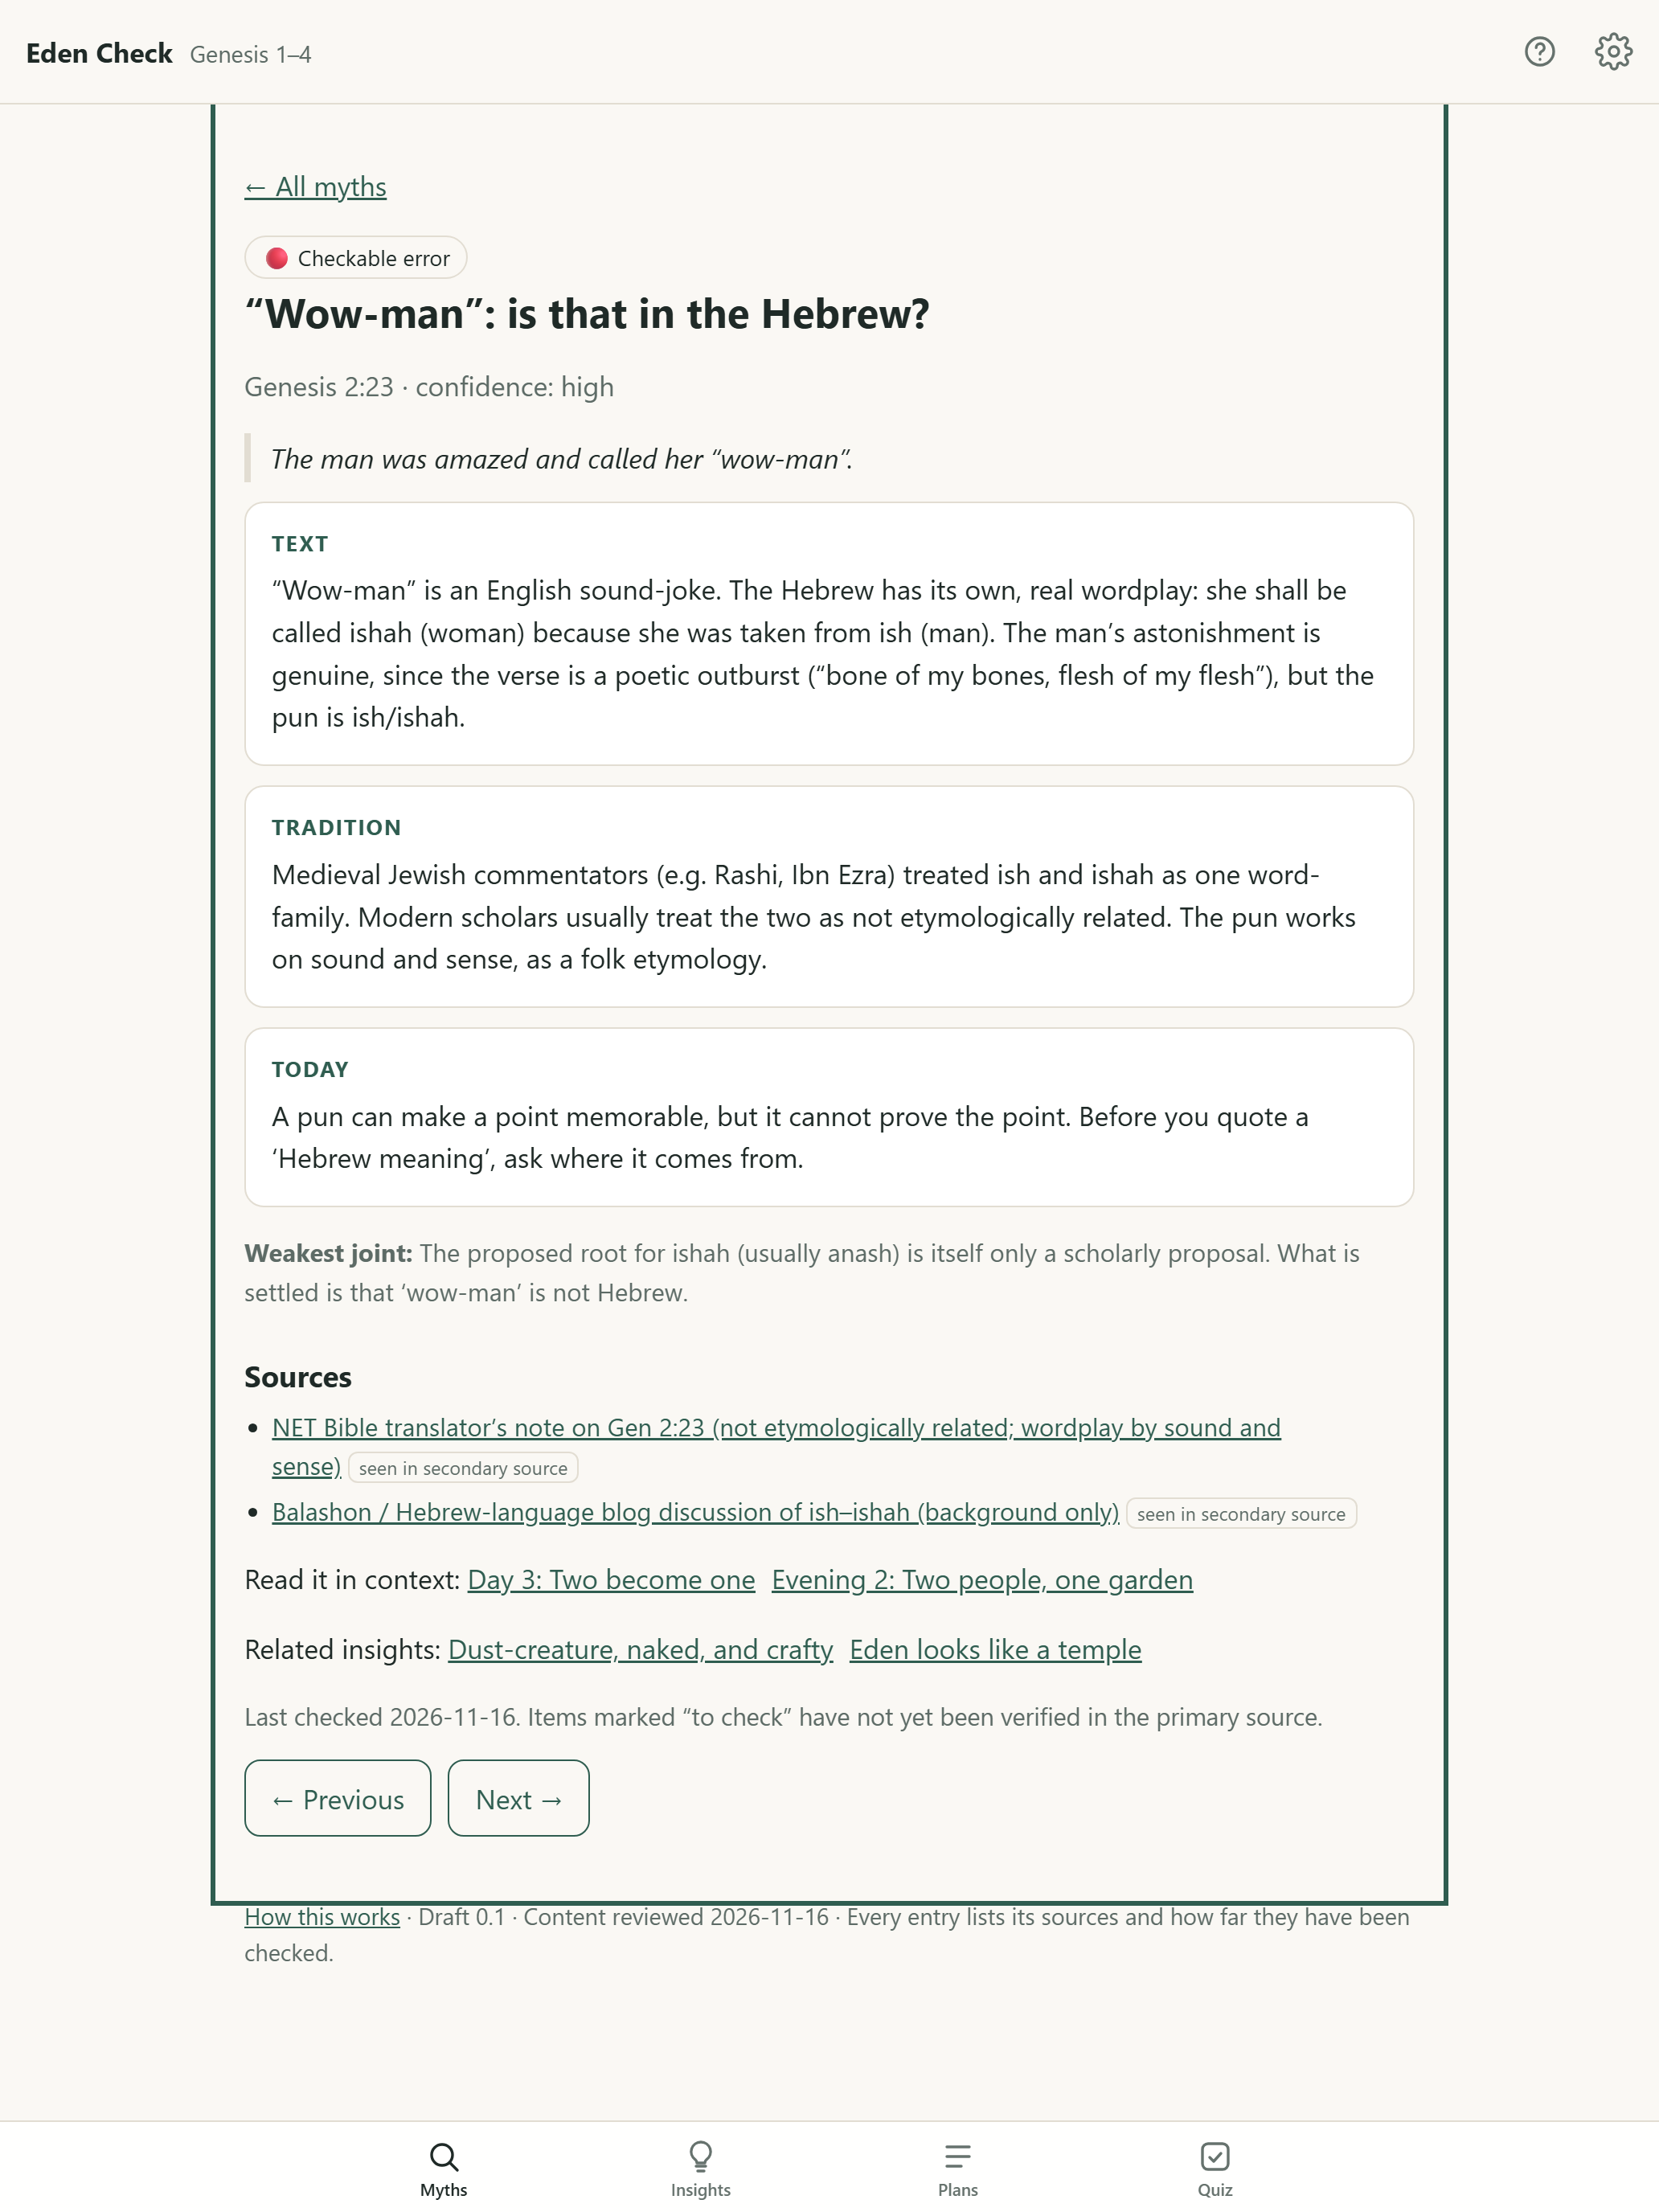 Eden Check Genesis 1–4
← All myths
Checkable error
“Wow-man”: is that in the Hebrew?
Genesis 2:23 · confidence: high
The man was amazed and called her “wow-man”.
TEXT
“Wow-man” is an English sound-joke. The Hebrew has its own, real wordplay: she shall be
called ishah (woman) because she was taken from ish (man). The man’s astonishment is
genuine, since the verse is a poetic outburst (“bone of my bones, flesh of my flesh”), but the
pun is ish/ishah.
TRADITION
Medieval Jewish commentators (e.g. Rashi, Ibn Ezra) treated ish and ishah as one word-
family. Modern scholars usually treat the two as not etymologically related. The pun works
on sound and sense, as a folk etymology.
TODAY
A pun can make a point memorable, but it cannot prove the point. Before you quote a
‘Hebrew meaning’, ask where it comes from.
Weakest joint: The proposed root for ishah (usually anash) is itself only a scholarly proposal. What is
settled is that ‘wow-man’ is not Hebrew.
Sources
• NET Bible translator’s note on Gen 2:23 (not etymologically related; wordplay by sound and
sense) seen in secondary source
• Balashon / Hebrew-language blog discussion of ish–ishah (background only) seen in secondary source
Read it in context: Day 3: Two become one Evening 2: Two people, one garden
Related insights: Dust-creature, naked, and crafty Eden looks like a temple
Last checked 2026-11-16. Items marked “to check” have not yet been verified in the primary source.
← Previous Next →
How this works · Draft 0.1 · Content reviewed 2026-11-16 · Every entry lists its sources and how far they have been
checked.
Myths Insights Plans Quiz